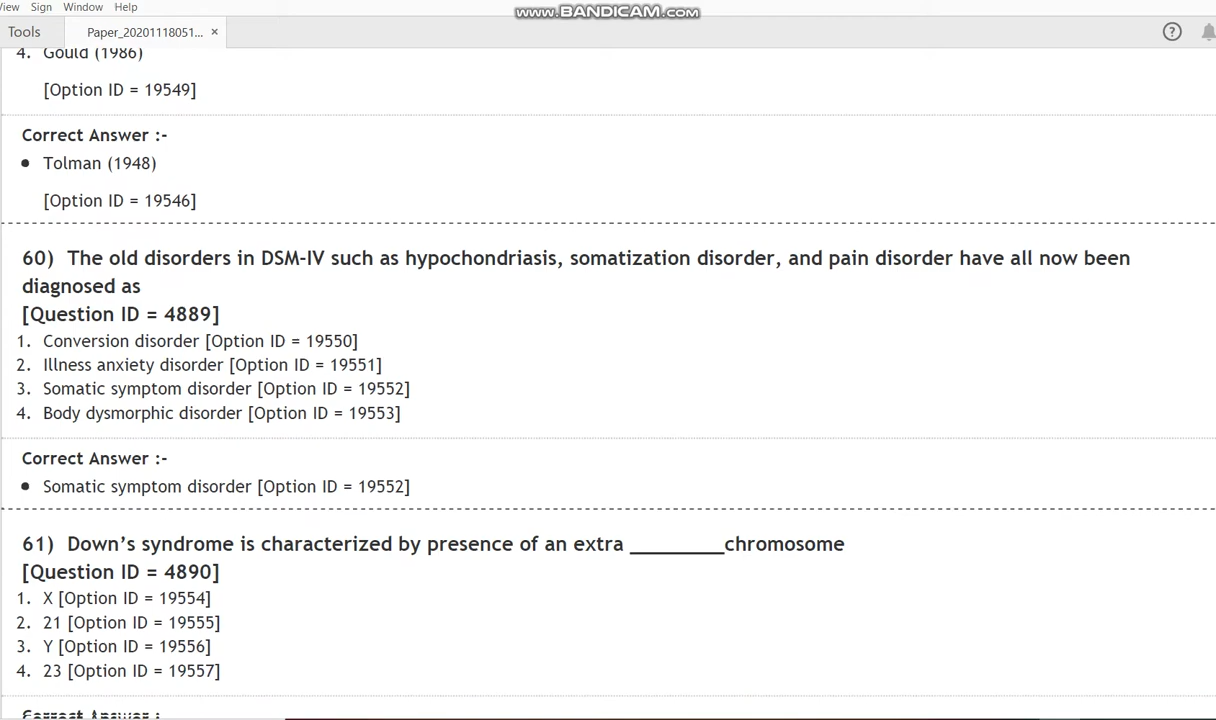 View Sign Window Help
www.BANDICAM.com
Tools Paper_20201118051... ×
4. Gould (1986)
[Option ID = 19549]
Correct Answer :-
• Tolman (1948)
[Option ID = 19546]
60) The old disorders in DSM-IV such as hypochondriasis, somatization disorder, and pain disorder have all now been
diagnosed as
[Question ID = 4889]
1. Conversion disorder [Option ID = 19550]
2. Illness anxiety disorder [Option ID = 19551]
3. Somatic symptom disorder [Option ID = 19552]
4. Body dysmorphic disorder [Option ID = 19553]
Correct Answer :-
• Somatic symptom disorder [Option ID = 19552]
61) Down’s syndrome is characterized by presence of an extra ________chromosome
[Question ID = 4890]
1. X [Option ID = 19554]
2. 21 [Option ID = 19555]
3. Y [Option ID = 19556]
4. 23 [Option ID = 19557]
Correct Answer :